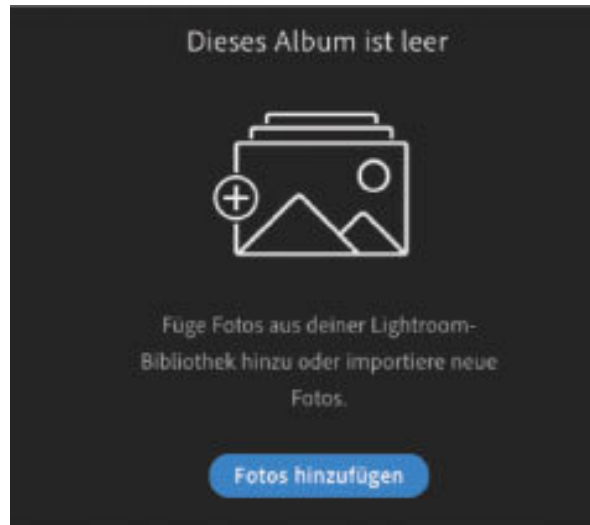 Dieses Album ist leer
Füge Fotos aus deiner Lightroom-
Bibliothek hinzu oder importiere neue
Fotos.
Fotos hinzufügen